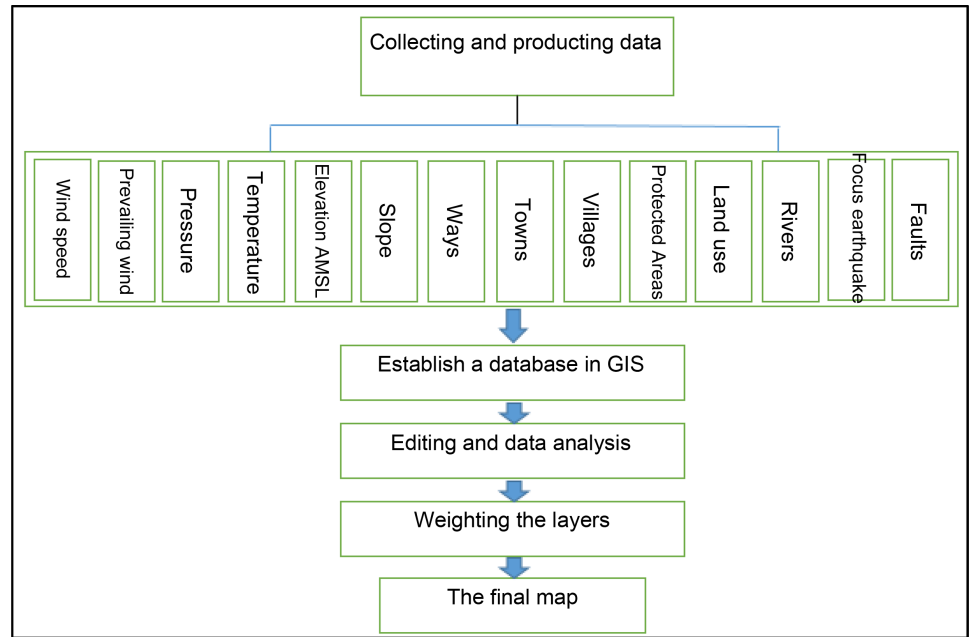 Collecting and producting data
Wind speed
Prevailing wind
Pressure
Temperature
Elevation AMSL
Slope
Ways
Towns
Villages
Protected Areas
Land use
Rivers
Focus earthquake
Faults
Establish a database in GIS
Editing and data analysis
Weighting the layers
The final map